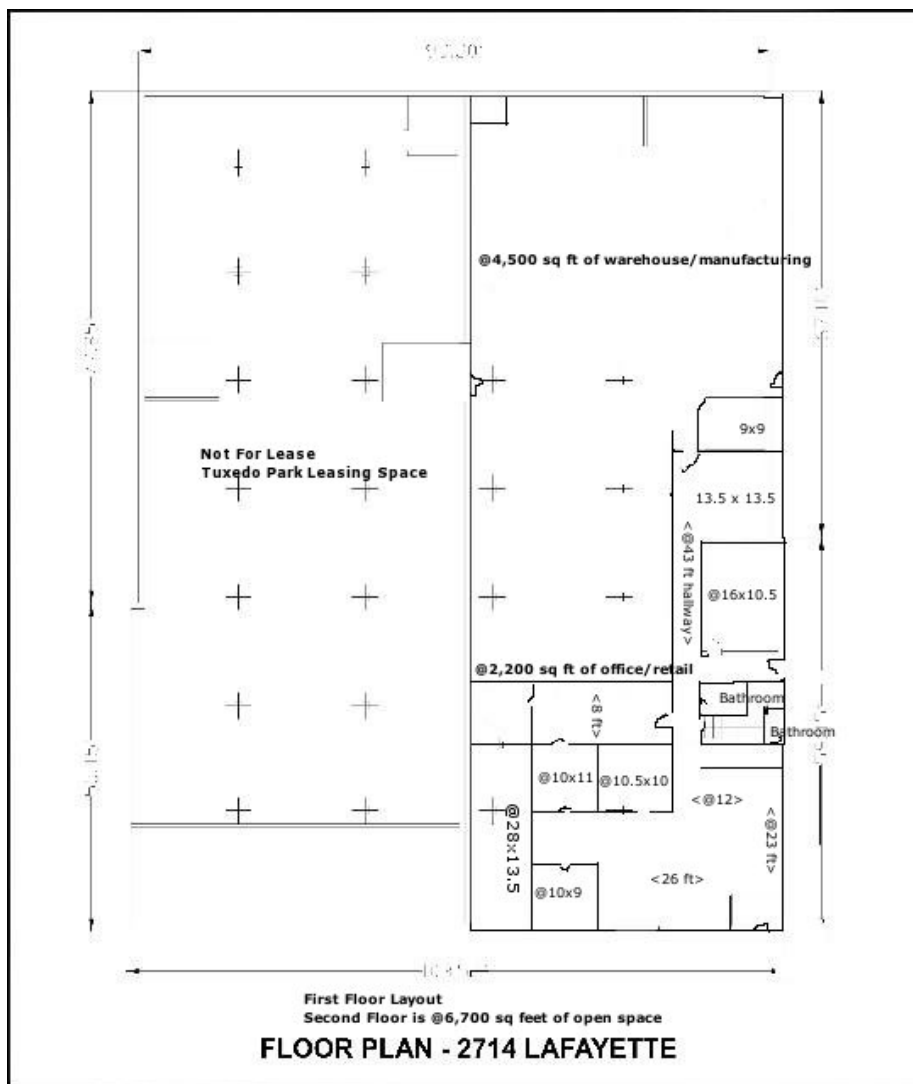 @4,500 sq ft of warehouse/manufacturing
9x9
Not For Lease
Tuxedo Park Leasing Space
13.5 x 13.5
<@43 ft hallway>
@16x10.5
@2,200 sq ft of office/retail
Bathroom
<8 ft>
Bathroom
@10x11
@10.5x10
<@12>
@28x13.5
<@23 ft>
<26 ft>
@10x9
First Floor Layout
Second Floor is @6,700 sq feet of open space
FLOOR PLAN - 2714 LAFAYETTE